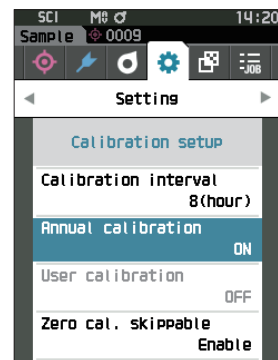 SCI M0 14:20
Sample 0009
-JOB
Setting
Calibration setup
Calibration interval
8(hour)
Annual calibration
ON
User calibration
OFF
Zero cal. skippable
Enable